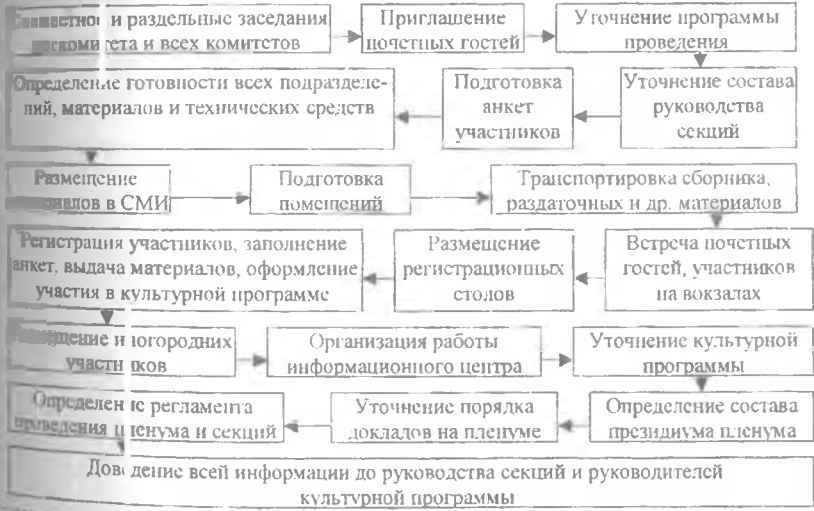 и раздельные заседания
и всех комитетов
Приглашение
почетных гостей
Уточнение программы
проведения
Определение готовности всех подразделе-
ний, материалов и технических средств
Подготовка
анкет
участников
Уточнение состава
руководства
секций
Размещение
в СМИ
Подготовка
помещений
Транспортировка сборника,
раздаточных и др. материалов
Регистрация участников, заполнение
анкет, выдача материалов, оформление
участия в культурной программе
Размещение
регистрационных
столов
Встреча почетных
гостей, участников
на вокзалах
иногородних
участников
Организация работы
информационного центра
Уточнение культурной
программы
Определение регламента
проведения пленума и секций
Уточнение порядка
докладов на пленуме
Определение состава
президиума пленума
Доведение всей информации до руководства секций и руководителей
культурной программы